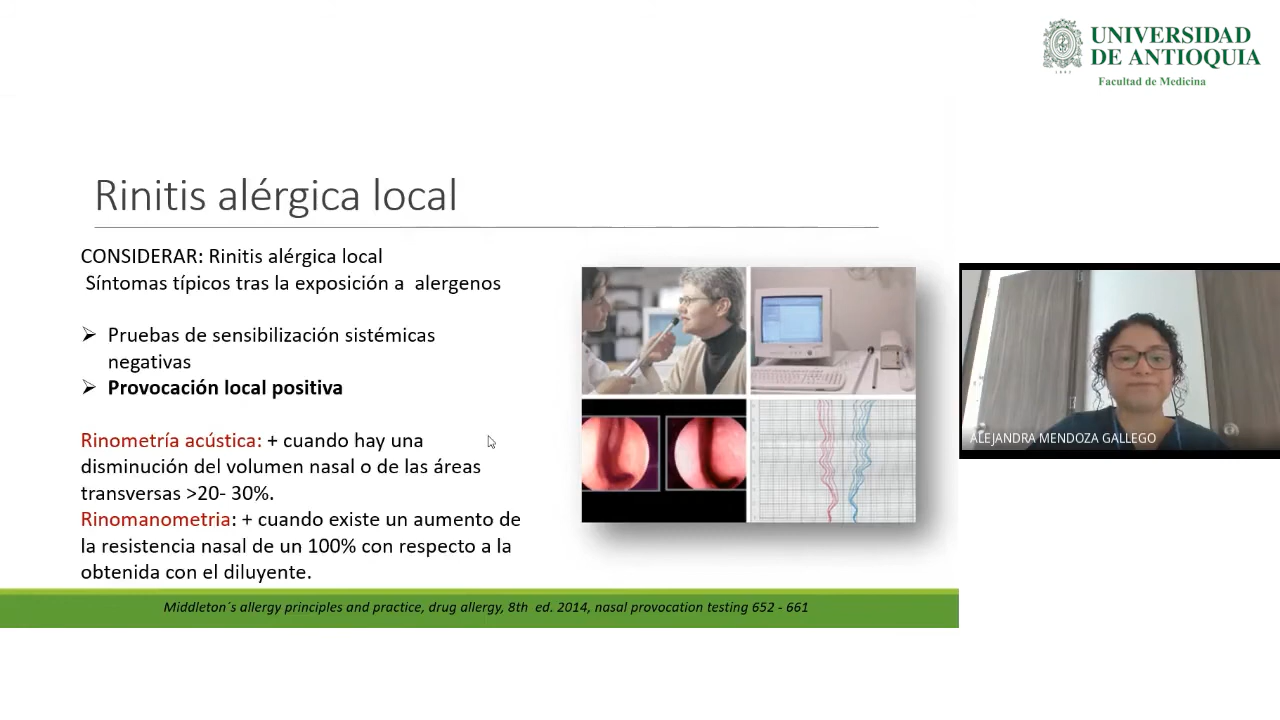 UNIVERSIDAD
DE ANTIOQUIA
1803
Facultad de Medicina
Rinitis alérgica local
CONSIDERAR: Rinitis alérgica local
Síntomas típicos tras la exposición a alergenos
➢ Pruebas de sensibilización sistémicas
negativas
➢ Provocación local positiva
Rinometría acústica: + cuando hay una
disminución del volumen nasal o de las áreas
transversas >20- 30%.
Rinomanometria: + cuando existe un aumento de
la resistencia nasal de un 100% con respecto a la
obtenida con el diluyente.
Middleton´s allergy principles and practice, drug allergy, 8th ed. 2014, nasal provocation testing 652 - 661
ALEJANDRA MENDOZA GALLEGO